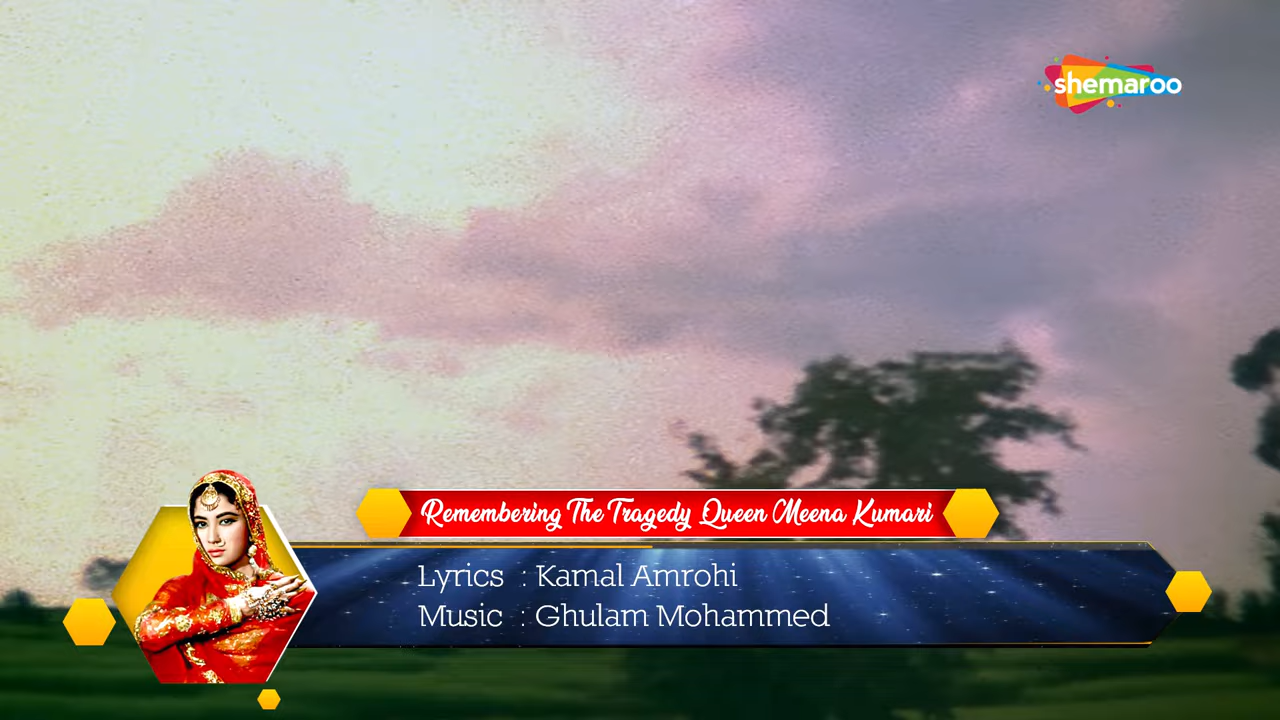 shemaroo
Remembering The Tragedy Queen Meena Kumari
Lyrics : Kamal Amrohi
Music : Ghulam Mohammed